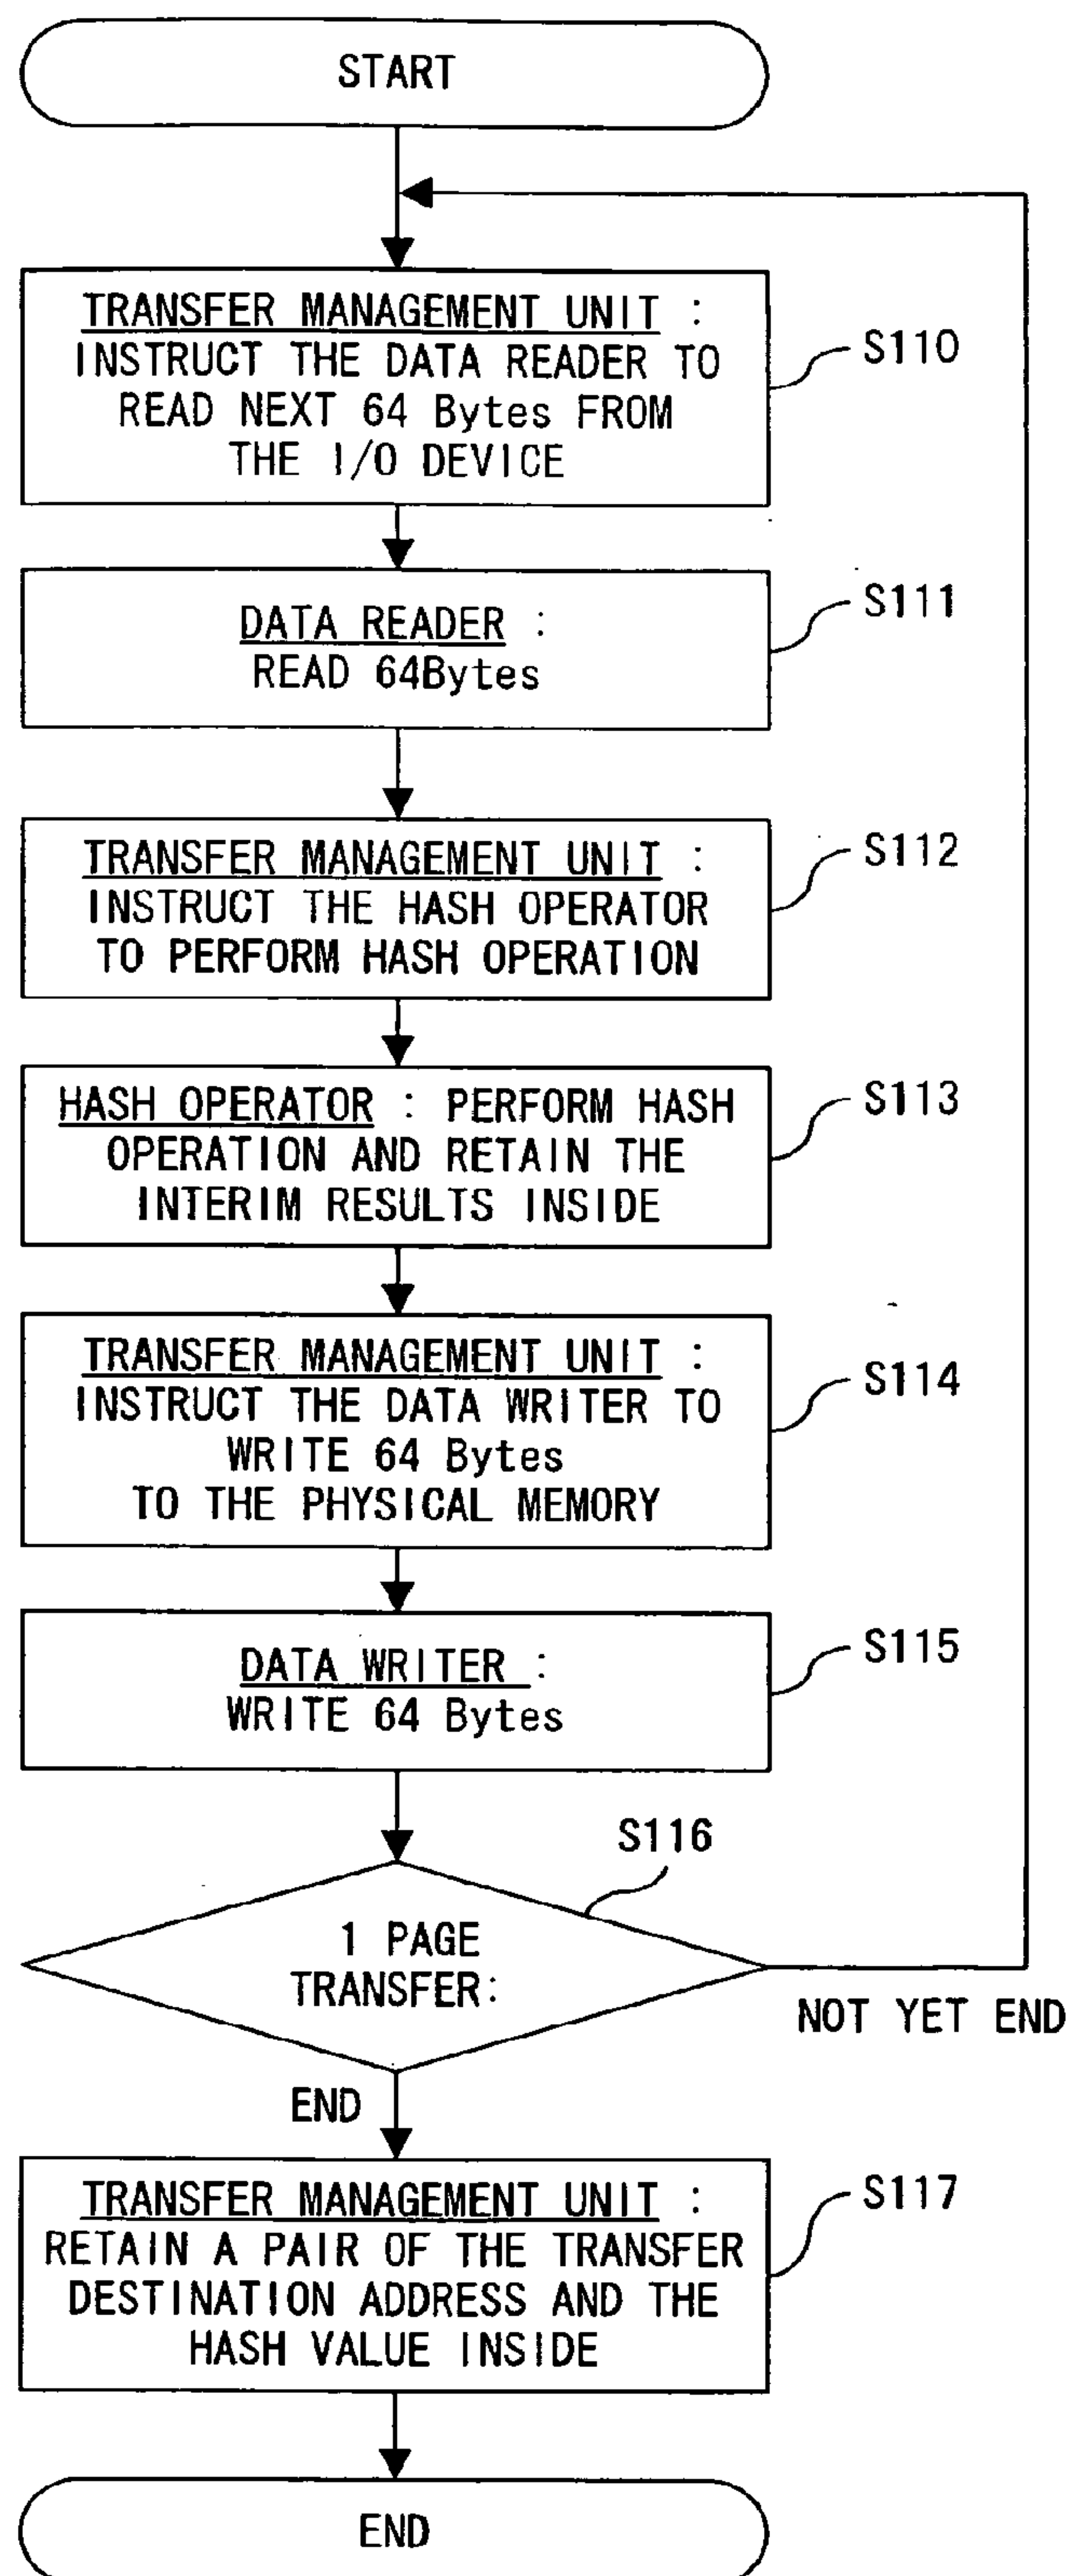 START
TRANSFER MANAGEMENT UNIT :
INSTRUCT THE DATA READER TO
READ NEXT 64 Bytes FROM
THE I/O DEVICE
S110
DATA READER :
READ 64Bytes
S111
TRANSFER MANAGEMENT UNIT :
INSTRUCT THE HASH OPERATOR
TO PERFORM HASH OPERATION
S112
HASH OPERATOR : PERFORM HASH
OPERATION AND RETAIN THE
INTERIM RESULTS INSIDE
S113
TRANSFER MANAGEMENT UNIT :
INSTRUCT THE DATA WRITER TO
WRITE 64 Bytes
TO THE PHYSICAL MEMORY
S114
DATA WRITER :
WRITE 64 Bytes
S115
S116
1 PAGE
TRANSFER:
NOT YET END
END
TRANSFER MANAGEMENT UNIT :
RETAIN A PAIR OF THE TRANSFER
DESTINATION ADDRESS AND THE
HASH VALUE INSIDE
S117
END